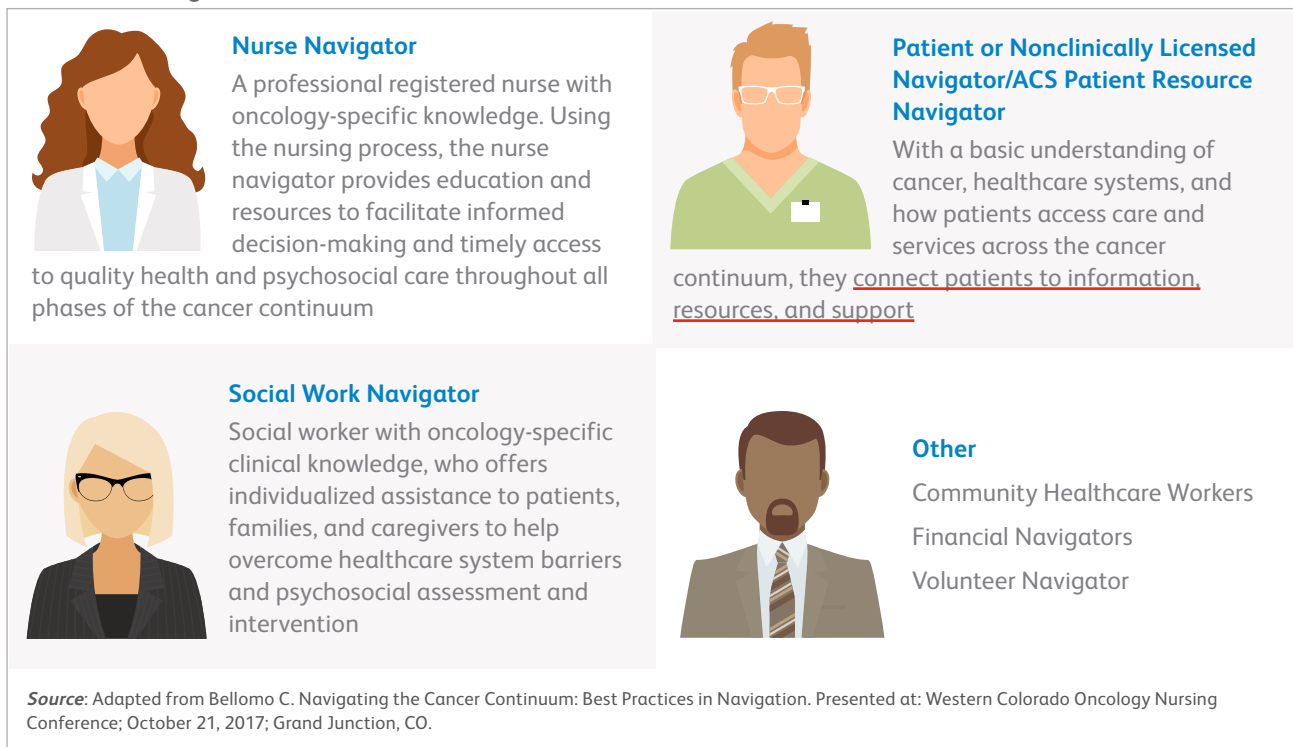 Nurse Navigator
A professional registered nurse with
oncology-specific knowledge. Using
the nursing process, the nurse
navigator provides education and
resources to facilitate informed
decision-making and timely access
to quality health and psychosocial care throughout all
phases of the cancer continuum
Patient or Nonclinically Licensed
Navigator/ACS Patient Resource
Navigator
With a basic understanding of
cancer, healthcare systems, and
how patients access care and
services across the cancer
continuum, they connect patients to information,
resources, and support
Social Work Navigator
Social worker with oncology-specific
clinical knowledge, who offers
individualized assistance to patients,
families, and caregivers to help
overcome healthcare system barriers
and psychosocial assessment and
intervention
Other
Community Healthcare Workers
Financial Navigators
Volunteer Navigator
Source: Adapted from Bellomo C. Navigating the Cancer Continuum: Best Practices in Navigation. Presented at: Western Colorado Oncology Nursing
Conference; October 21, 2017; Grand Junction, CO.